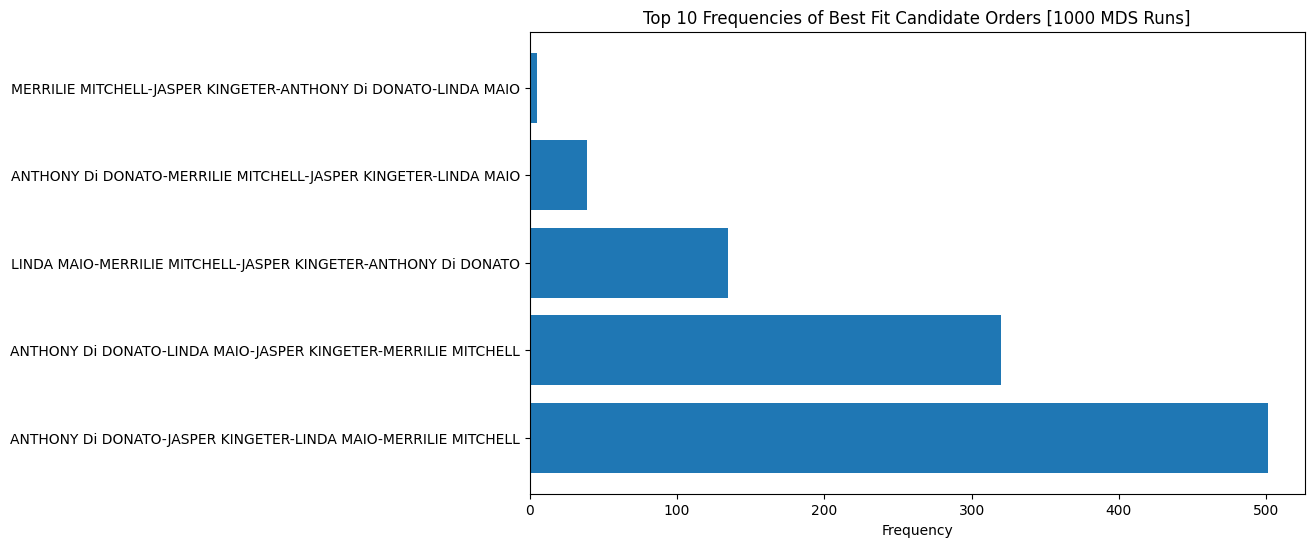 Top 10 Frequencies of Best Fit Candidate Orders [1000 MDS Runs]
MERRILIE MITCHELL-JASPER KINGETER-ANTHONY Di DONATO-LINDA MAIO
ANTHONY Di DONATO-MERRILIE MITCHELL-JASPER KINGETER-LINDA MAIO
LINDA MAIO-MERRILIE MITCHELL-JASPER KINGETER-ANTHONY Di DONATO
ANTHONY Di DONATO-LINDA MAIO-JASPER KINGETER-MERRILIE MITCHELL
ANTHONY Di DONATO-JASPER KINGETER-LINDA MAIO-MERRILIE MITCHELL
0 100 200 300 400 500
Frequency